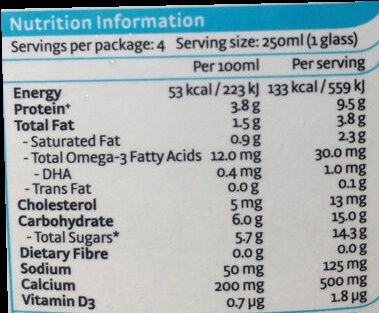 Nutrition Information
Servings per package: 4 Serving size: 250ml (1 glass)
Per 100ml Per serving
Energy 53 kcal / 223 kJ 133 kcal / 559 kJ
Protein⁺ 3.8 g 9.5 g
Total Fat 1.5 g 3.8 g
- Saturated Fat 0.9 g 2.3 g
- Total Omega-3 Fatty Acids 12.0 mg 30.0 mg
- DHA 0.4 mg 1.0 mg
- Trans Fat 0.0 g 0.1 g
Cholesterol 5 mg 13 mg
Carbohydrate 6.0 g 15.0 g
- Total Sugars* 5.7 g 14.3 g
Dietary Fibre 0.0 g 0.0 g
Sodium 50 mg 125 mg
Calcium 200 mg 500 mg
Vitamin D3 0.7 µg 1.8 µg